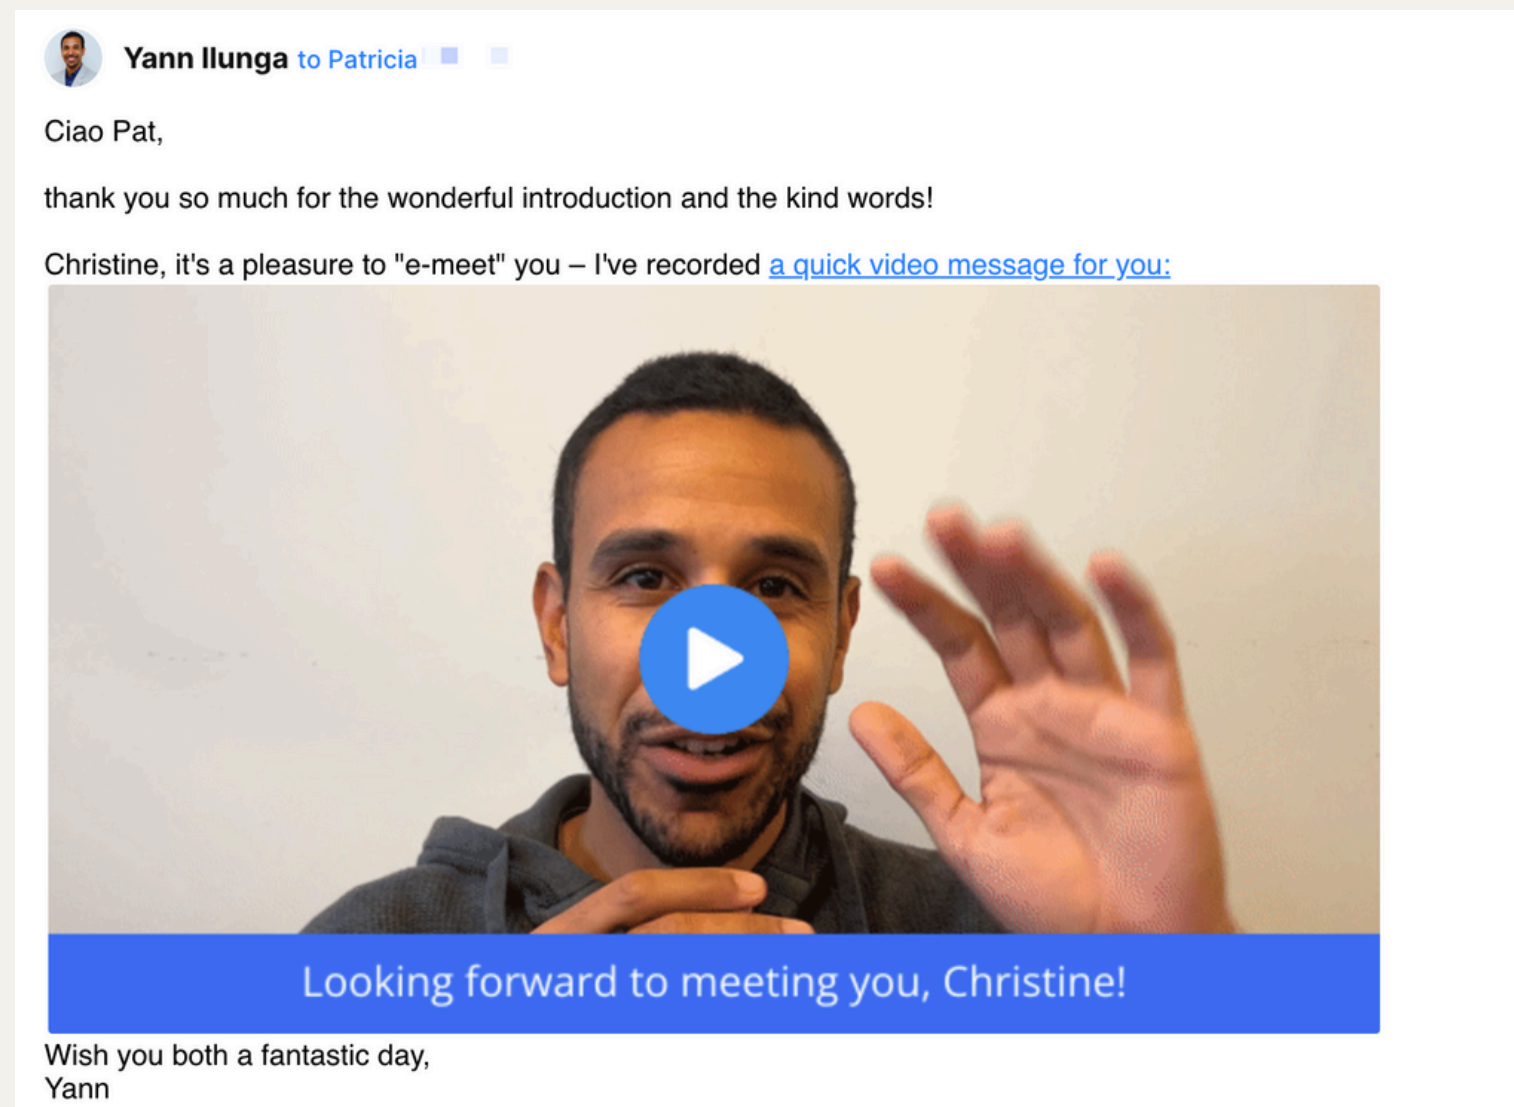 Yann Ilunga to Patricia
Ciao Pat,
thank you so much for the wonderful introduction and the kind words!
Christine, it's a pleasure to "e-meet" you – I've recorded a quick video message for you:
Looking forward to meeting you, Christine!
Wish you both a fantastic day,
Yann